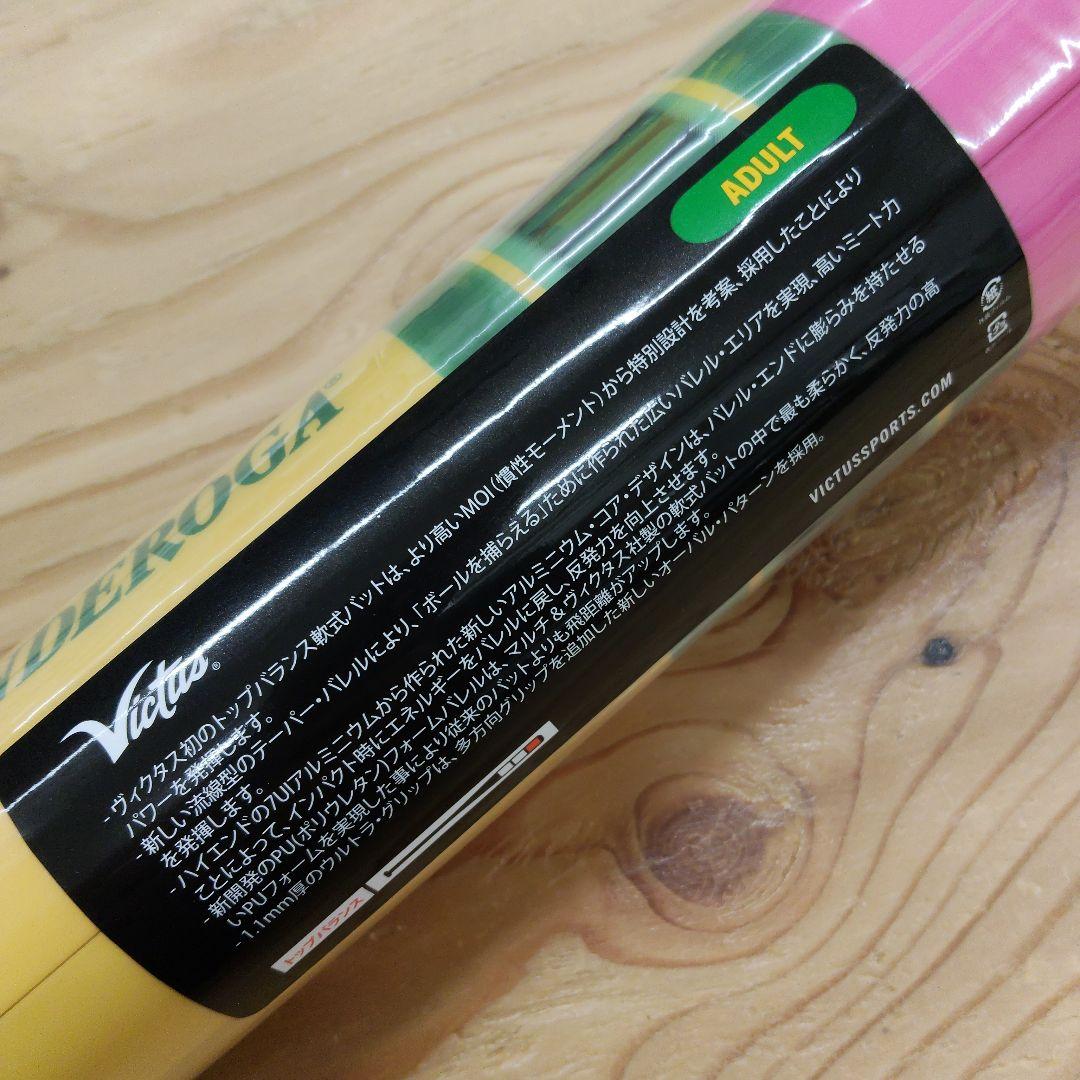 ADULT
NDEROGA®
Victus®
- ヴィクタス初のトップバランス軟式バットは、より高いMOI（慣性モーメント）から特別設計を考案、採用したことにより
パワーを発揮します。
- 新しい流線型のテーパー・バレルにより、「ボールを捕らえる」ために作られた広いバレル・エリアを実現、高いミート力
を発揮します。
- ハイエンドの7U1アルミニウムから作られた新しいアルミニウム・コア・デザインは、バレル・エンドに膨らみを持たせる
ことによって、インパクト時にエネルギーをバレルに戻し、反発力を向上させます。
- 新開発のPU(ポリウレタン)フォームバレルは、マルチ&ヴィクタス社製の軟式バットの中で最も柔らかく、反発力の高
いPUフォームを実現した事により従来のバットよりも飛距離がアップします。
- 1.1mm厚のウルトラ・グリップは、多方向グリップを追加した新しいオーバル・パターンを採用。
トップバランス
VICTUSSPORTS.COM